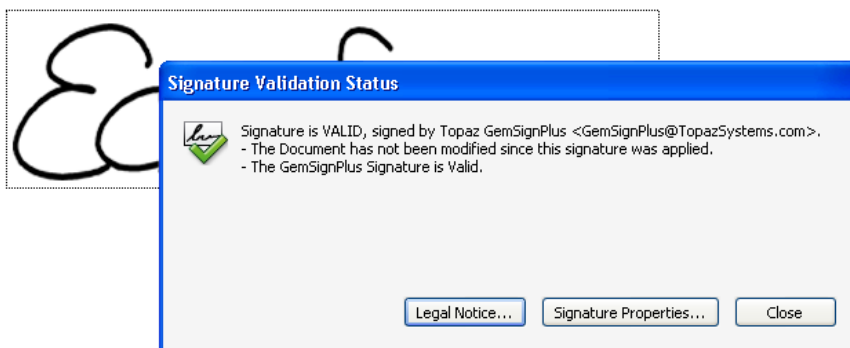 Signature Validation Status
Signature is VALID, signed by Topaz GemSignPlus <GemSignPlus@TopazSystems.com>.
- The Document has not been modified since this signature was applied.
- The GemSignPlus Signature is Valid.
Legal Notice... Signature Properties... Close